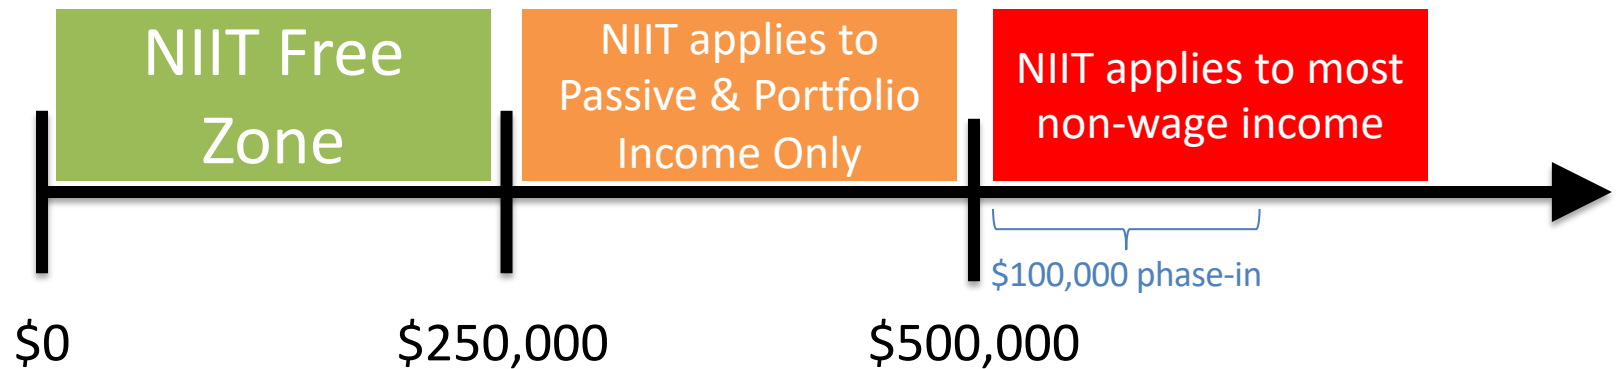 NIIT Free
Zone
NIIT applies to
Passive & Portfolio
Income Only
NIIT applies to most
non-wage income
$100,000 phase-in
$0
$250,000
$500,000